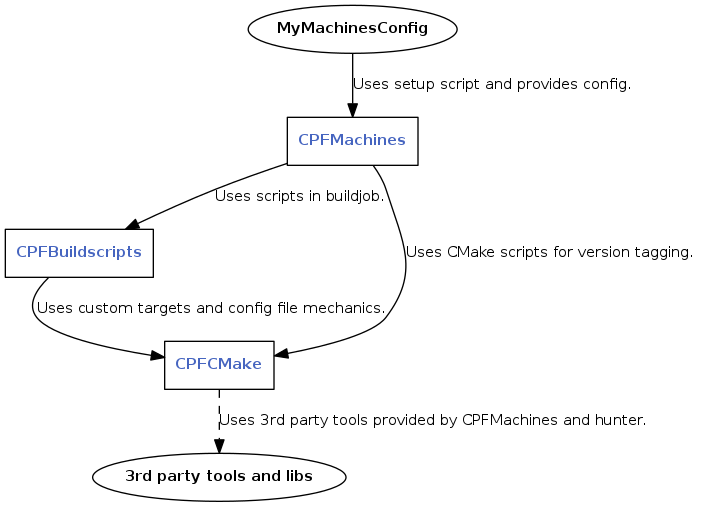 MyMachinesConfig
Uses setup script and provides config.
CPFMachines
Uses scripts in buildjob.
CPFBuildscripts
Uses CMake scripts for version tagging.
Uses custom targets and config file mechanics.
CPFCMake
Uses 3rd party tools provided by CPFMachines and hunter.
3rd party tools and libs